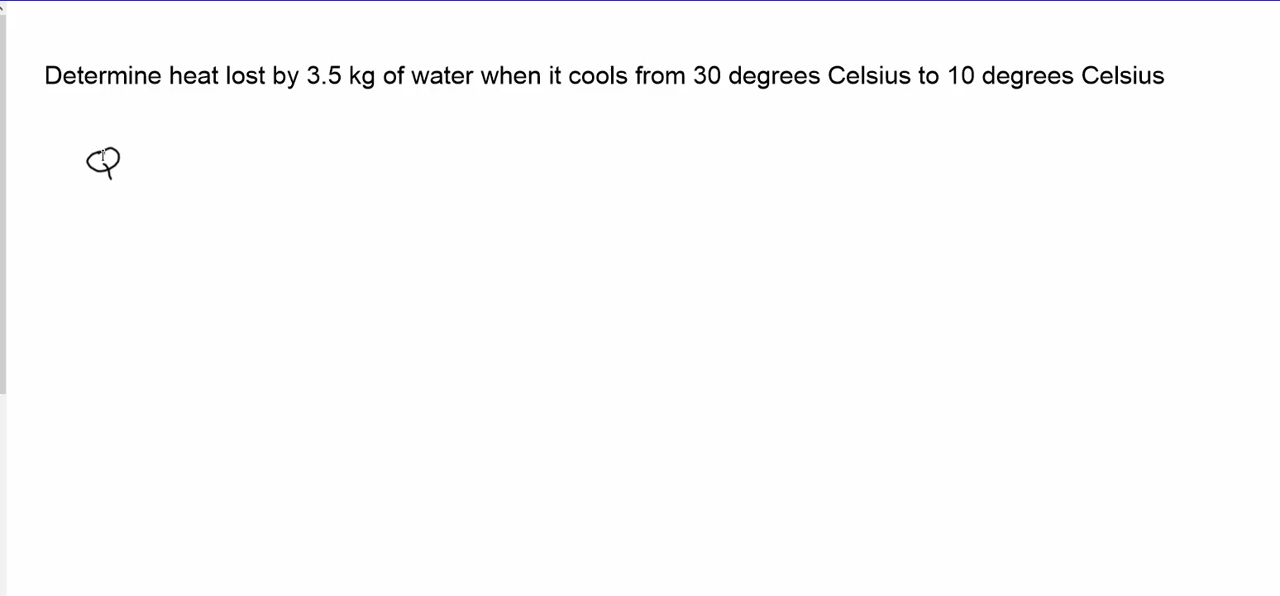 Determine heat lost by 3.5 kg of water when it cools from 30 degrees Celsius to 10 degrees Celsius
Q